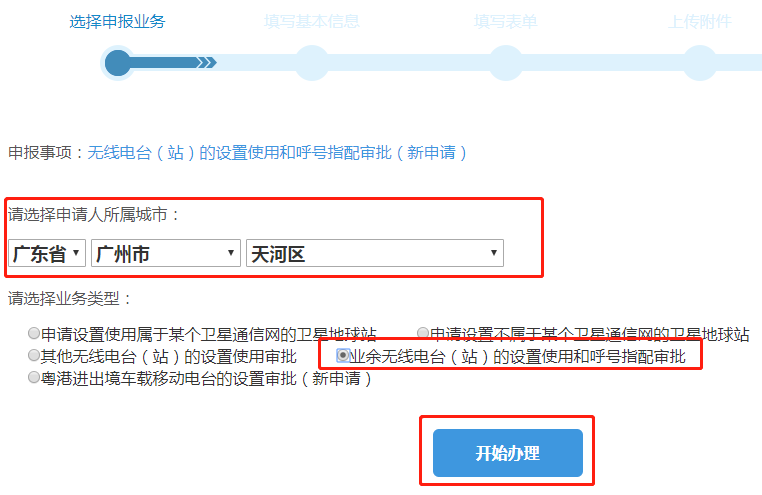 选择申报业务 填写基本信息 填写表单 上传附件
申报事项：无线电台（站）的设置使用和呼号指配审批（新申请）
请选择申请人所属城市：
广东省 广州市 天河区
请选择业务类型：
申请设置使用属于某个卫星通信网的卫星地球站 申请设置不属于某个卫星通信网的卫星地球站
其他无线电台（站）的设置使用审批 业余无线电台（站）的设置使用和呼号指配审批
粤港进出境车载移动电台的设置审批（新申请）
开始办理